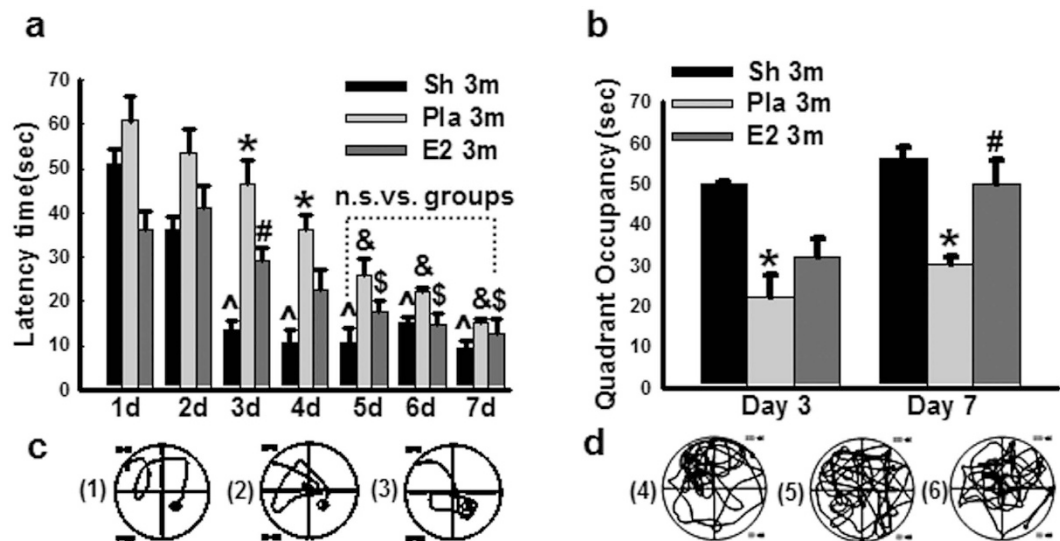 a
b
Latency time(sec)
70
60
50
40
30
20
10
0
Sh 3m
Pla 3m
E2 3m
*
*
#
n.s.vs. groups
^ ^ ^ & $ ^ & $ ^ &$
1d 2d 3d 4d 5d 6d 7d
Quadrant Occupancy(sec)
70
60
50
40
30
20
10
0
Sh 3m
Pla 3m
E2 3m
*
*
#
Day 3 Day 7
c
(1) (2) (3)
d
(4) (5) (6)